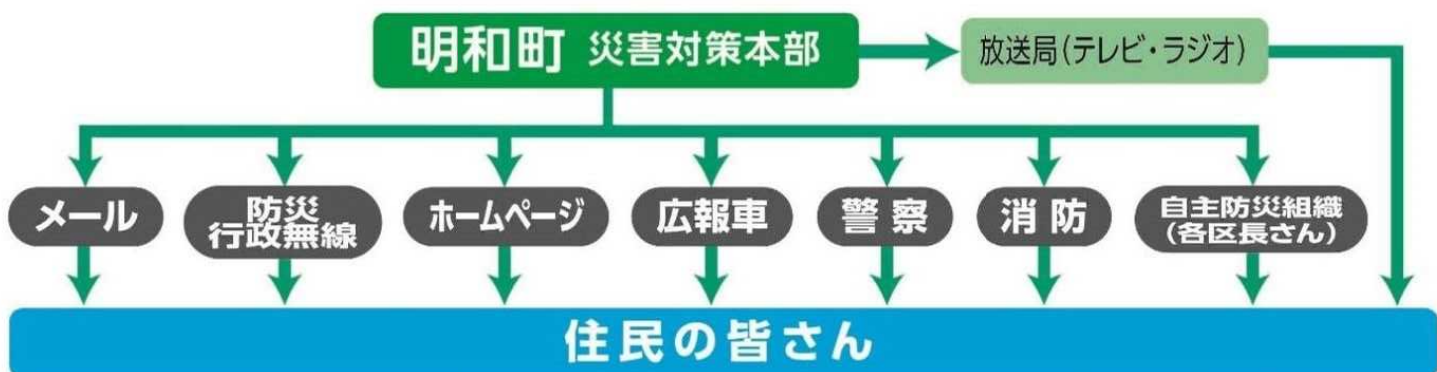 明和町 災害対策本部
放送局(テレビ・ラジオ)
メール
防災
行政無線
ホームページ
広報車
警察
消防
自主防災組織
(各区長さん)
住民の皆さん